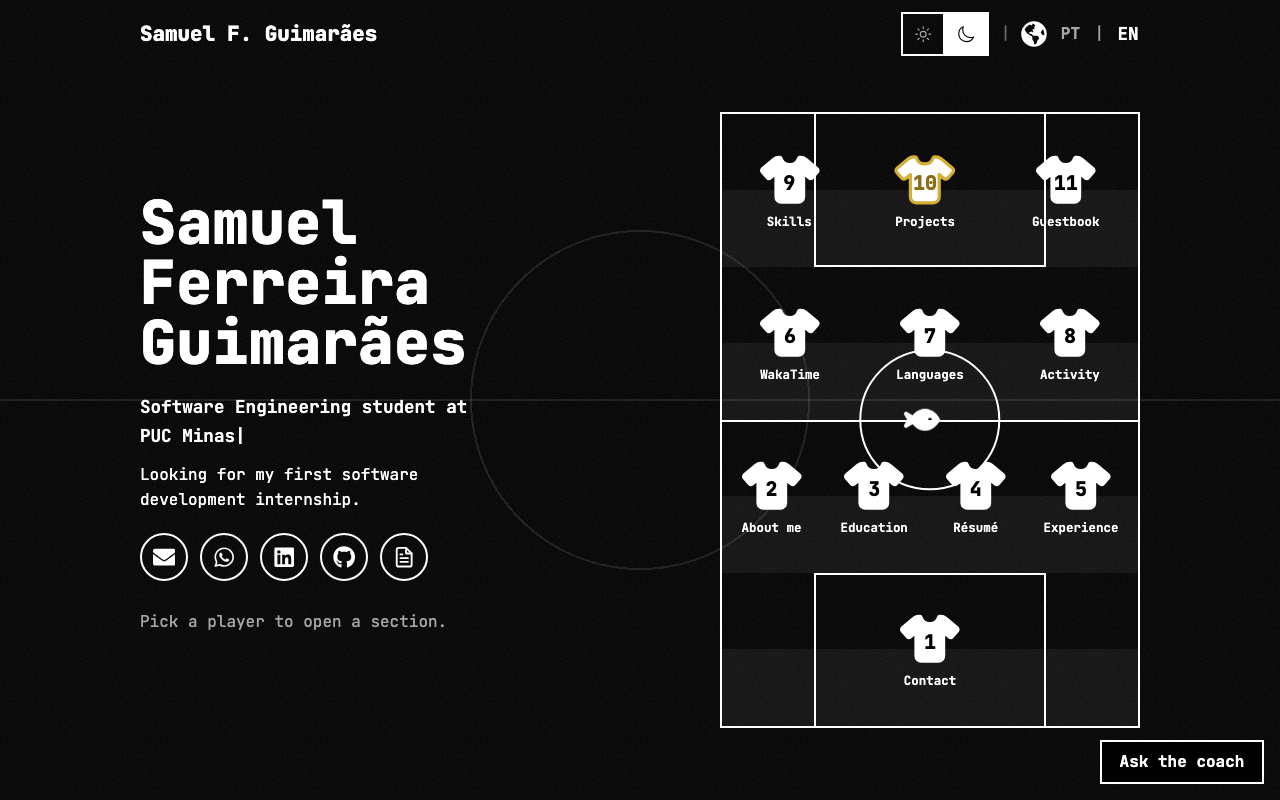 Samuel F. Guimarães
| PT | EN
Samuel
Ferreira
Guimarães
Software Engineering student at
PUC Minas|
Looking for my first software
development internship.
Pick a player to open a section.
9 10 11
Skills Projects Guestbook
6 7 8
WakaTime Languages Activity
2 3 4 5
About me Education Résumé Experience
1
Contact
Ask the coach